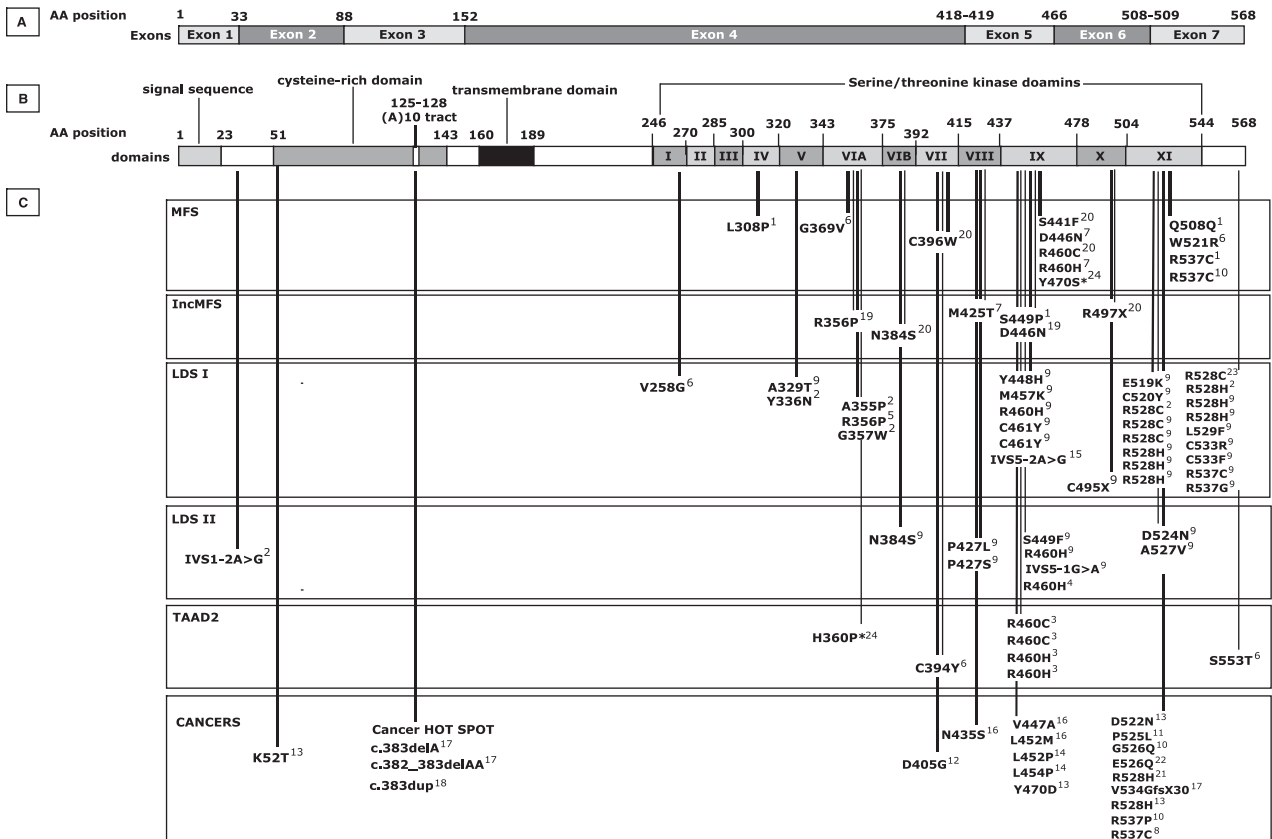 A
AA position 1 33 88 152 418-419 466 508-509 568
Exons Exon 1 Exon 2 Exon 3 Exon 4 Exon 5 Exon 6 Exon 7
B
signal sequence
cysteine-rich domain
125-128
(A)10 tract
transmembrane domain
Serine/threonine kinase doamins
AA position 1 23 51 143 160 189 246 270 285 300 320 343 375 392 415 437 478 504 544 568
domains I II III IV V VIA VIB VII VIII IX X XI
C
MFS
L308P1
G369V6
C396W20
S441F20
D446N7
R460C20
R460H7
Y470S*24
Q508Q1
W521R6
R537C1
R537C10
IncMFS
R356P19
N384S20
M425T7
S449P1
D446N19
R497X20
LDS I
V258G6
A329T9
Y336N2
A355P2
R356P5
G357W2
Y448H9
M457K9
R460H9
C461Y9
C461Y9
IVS5-2A>G15
C495X9
E519K9
C520Y9
R528C2
R528C9
R528C9
R528H9
R528H9
R528H9
R528C23
R528H2
R528H9
R528H9
L529F9
C533R9
C533F9
R537C9
R537G9
LDS II
IVS1-2A>G2
N384S9
P427L9
P427S9
S449F9
R460H9
IVS5-1G>A9
R460H4
D524N9
A527V9
TAAD2
H360P*24
C394Y6
R460C3
R460C3
R460H3
R460H3
S553T6
CANCERS
K52T13
Cancer HOT SPOT
c.383delA17
c.382_383delAA17
c.383dup18
D405G12
N435S16
V447A16
L452M16
L452P14
L454P14
Y470D13
D522N13
P525L11
G526Q10
E526Q22
R528H21
V534GfsX3017
R528H13
R537P10
R537C8